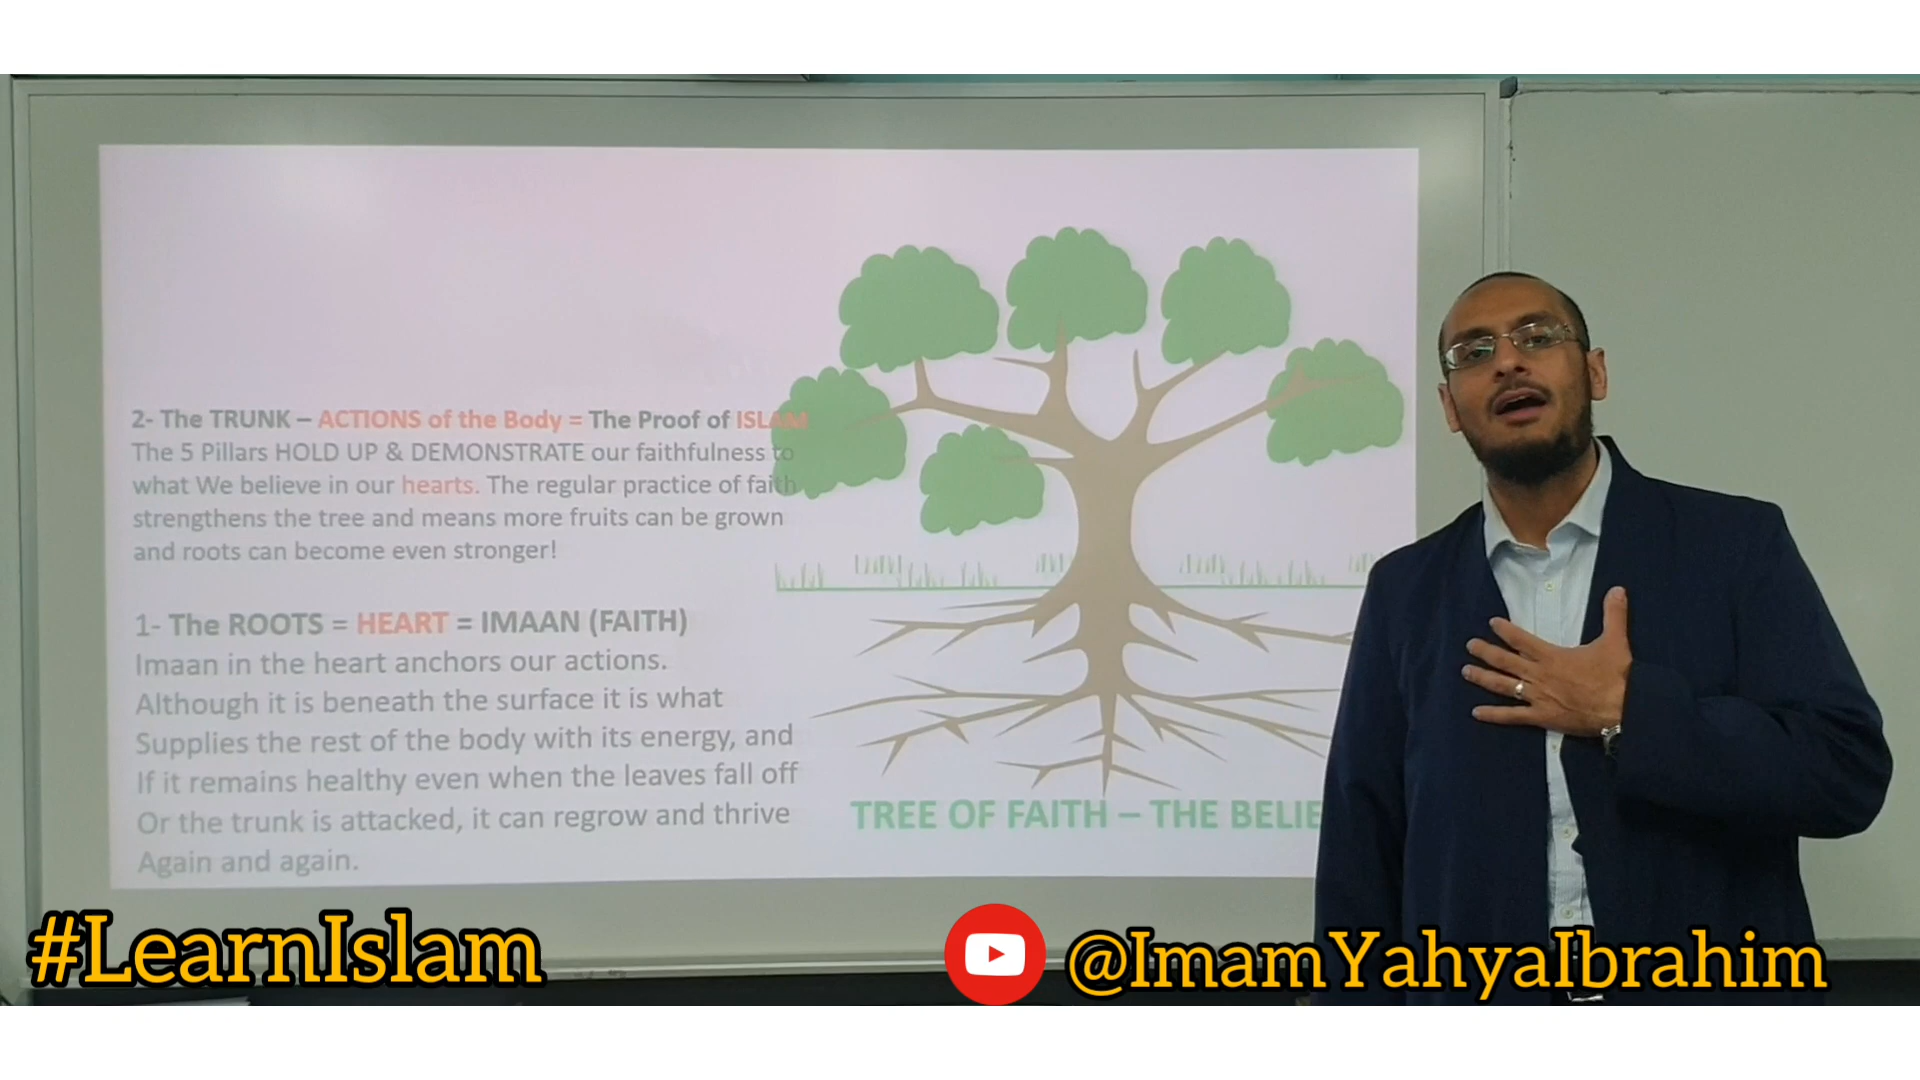 2- The TRUNK – ACTIONS of the Body = The Proof of ISLAM
The 5 Pillars HOLD UP & DEMONSTRATE our faithfulness to
what We believe in our hearts. The regular practice of faith
strengthens the tree and means more fruits can be grown
and roots can become even stronger!
1- The ROOTS = HEART = IMAAN (FAITH)
Imaan in the heart anchors our actions.
Although it is beneath the surface it is what
Supplies the rest of the body with its energy, and
If it remains healthy even when the leaves fall off
Or the trunk is attacked, it can regrow and thrive
Again and again.
TREE OF FAITH – THE BELIE
#LearnIslam
@ImamYahyaIbrahim